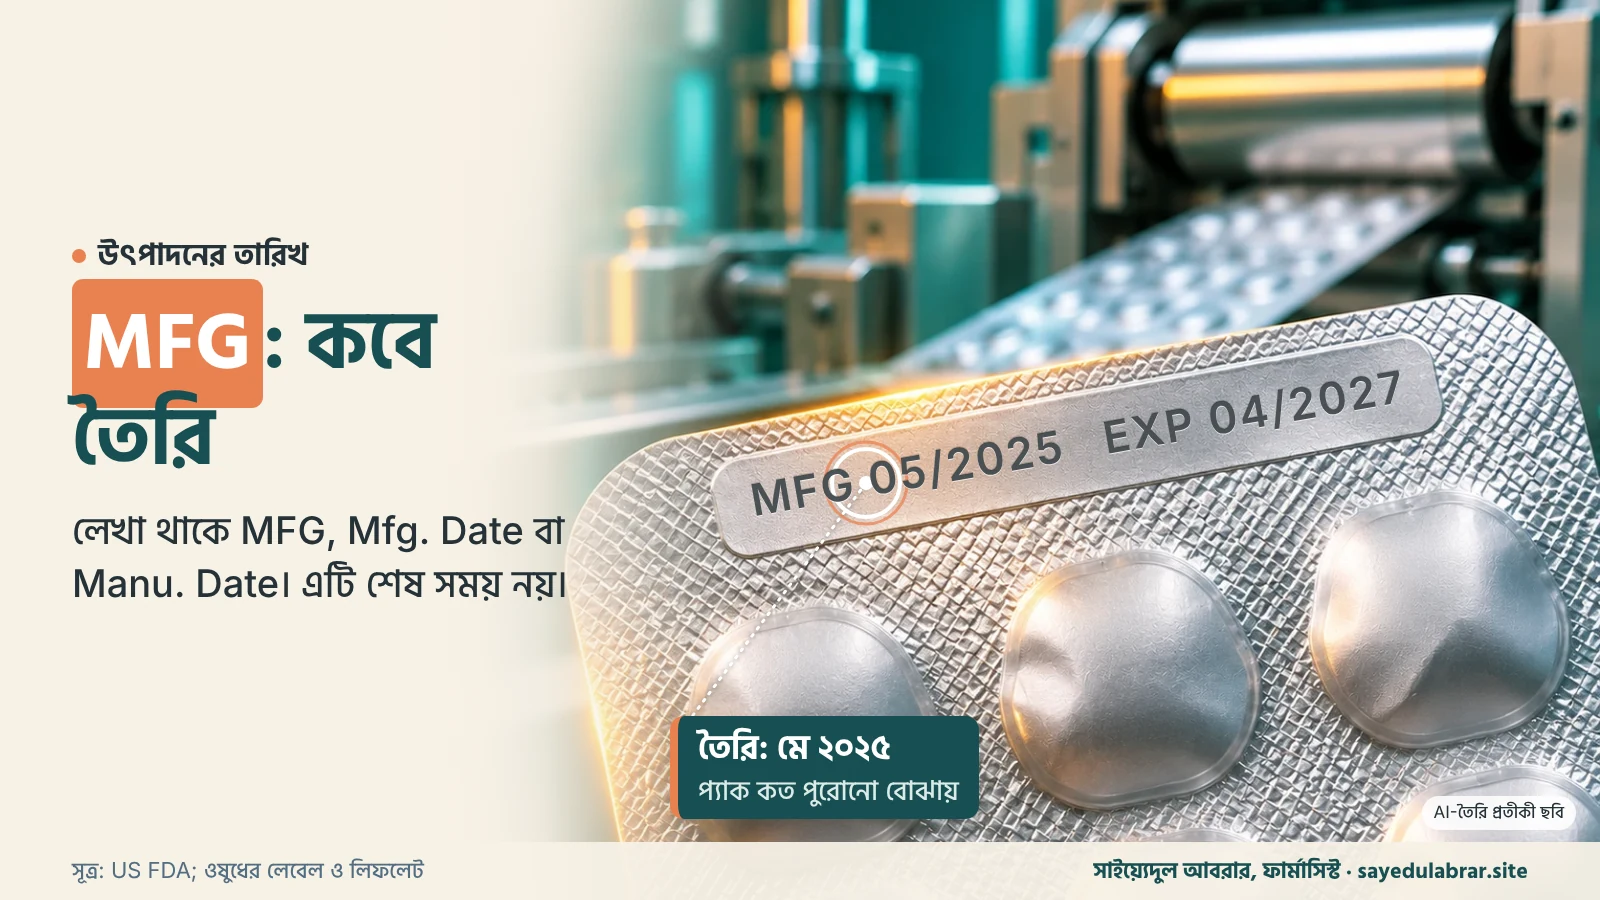 উৎপাদনের তারিখ
MFG: কবে
তৈরি
লেখা থাকে MFG, Mfg. Date বা
Manu. Date। এটি শেষ সময় নয়।
MFG 05/2025 EXP 04/2027
তৈরি: মে ২০২৫
প্যাক কত পুরোনো বোঝায়
AI-তৈরি প্রতীকী ছবি
সূত্র: US FDA; ওষুধের লেবেল ও লিফলেট
সাইয়্যেদুল আবরার, ফার্মাসিস্ট · sayedulabrar.site